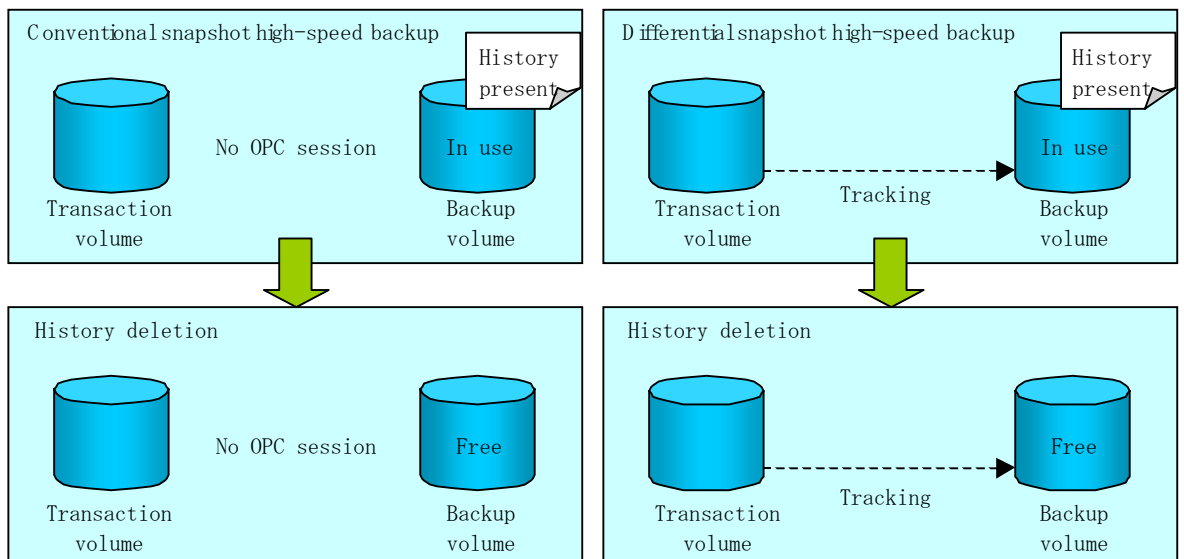 Conventional snapshot high-speed backup
History
present
No OPC session
In use
Transaction
volume
Backup
volume
Differential snapshot high-speed backup
History
present
In use
Tracking
Transaction
volume
Backup
volume
History deletion
No OPC session
Free
Transaction
volume
Backup
volume
History deletion
Free
Tracking
Transaction
volume
Backup
volume